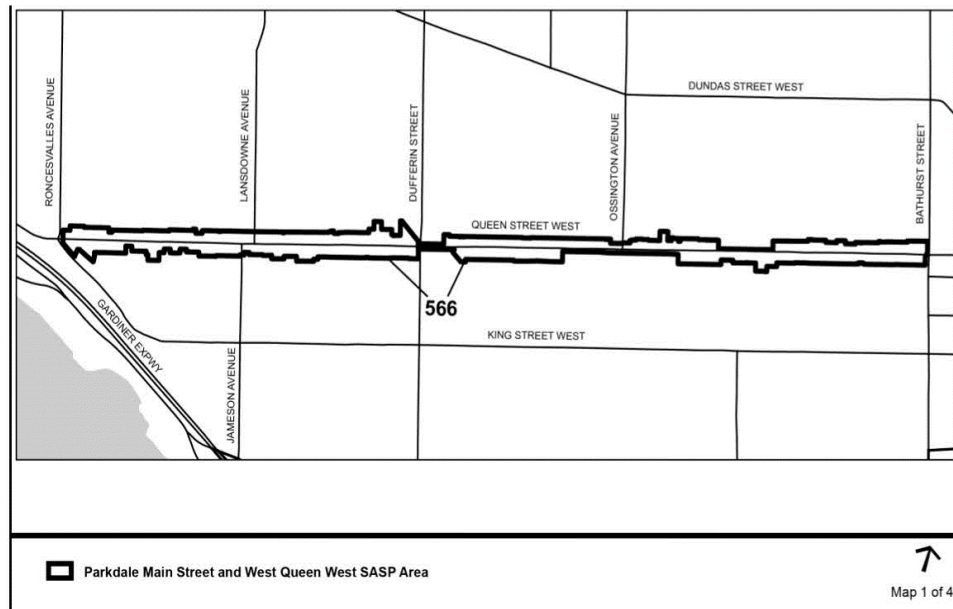 RONCESVALLES AVENUE
LANSDOWNE AVENUE
DUFFERIN STREET
OSSINGTON AVENUE
DUNDAS STREET WEST
BATHURST STREET
QUEEN STREET WEST
566
GARDINER EXPWY
JAMESON AVENUE
KING STREET WEST
Parkdale Main Street and West Queen West SASP Area
Map 1 of 4